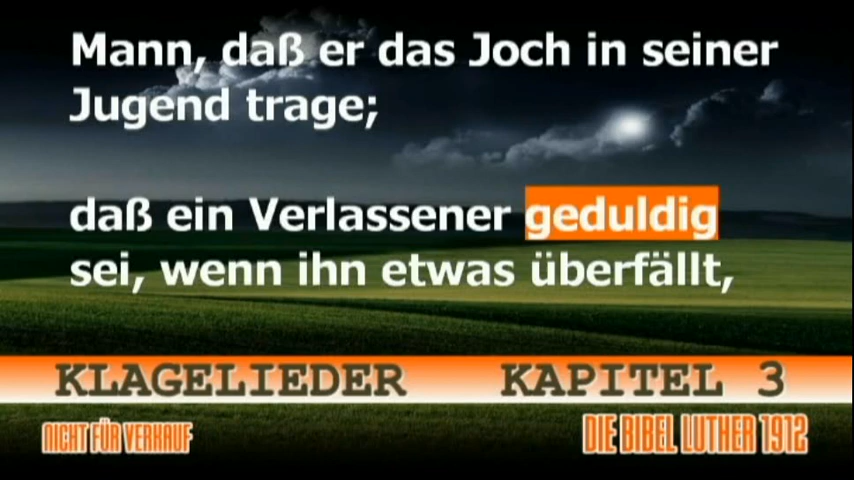 Mann, daß er das Joch in seiner
Jugend trage;
daß ein Verlassener geduldig
sei, wenn ihn etwas überfällt,
KLAGELIEDER KAPITEL 3
NICHT FÜR VERKAUF
DIE BIBEL LUTHER 1912